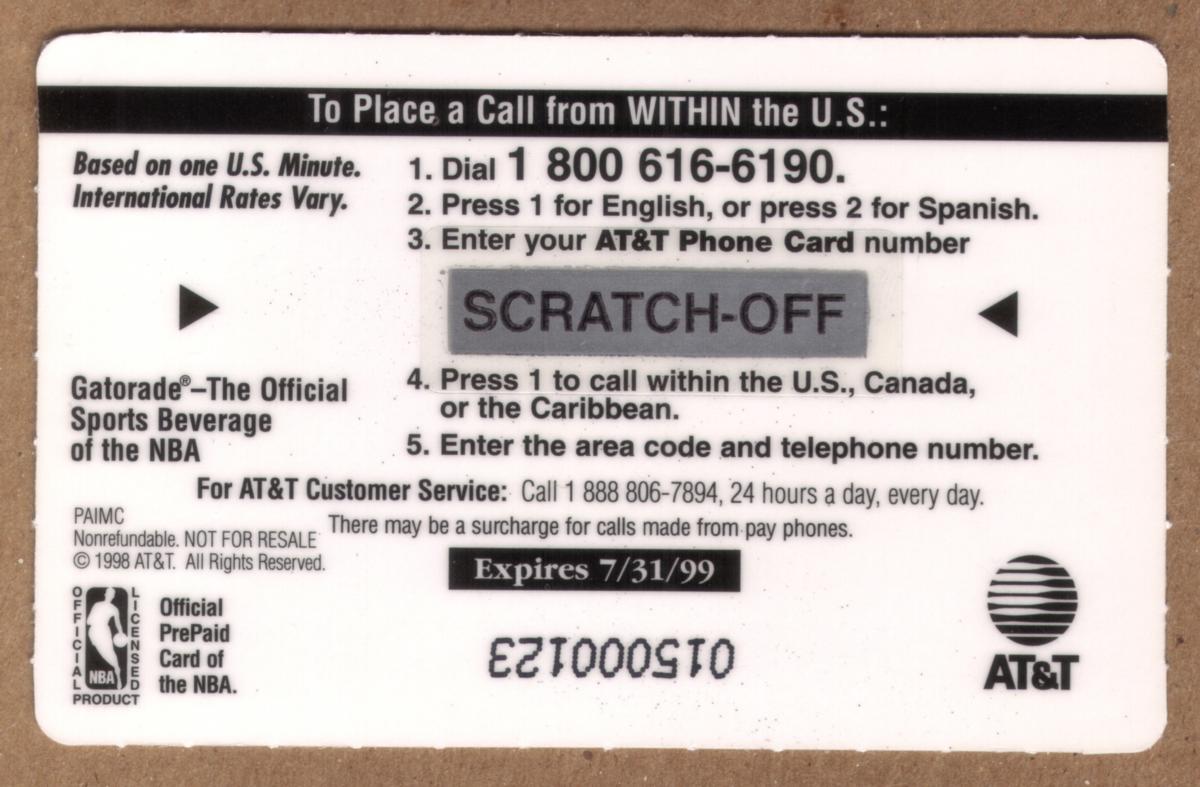 To Place a Call from WITHIN the U.S.:
Based on one U.S. Minute.
International Rates Vary.
1. Dial 1 800 616-6190.
2. Press 1 for English, or press 2 for Spanish.
3. Enter your AT&T Phone Card number
SCRATCH-OFF
Gatorade®–The Official
Sports Beverage
of the NBA
4. Press 1 to call within the U.S., Canada,
or the Caribbean.
5. Enter the area code and telephone number.
For AT&T Customer Service: Call 1 888 806-7894, 24 hours a day, every day.
There may be a surcharge for calls made from pay phones.
PAIMC
Nonrefundable. NOT FOR RESALE
© 1998 AT&T. All Rights Reserved.
Expires 7/31/99
OFFICIAL
LICENSED
NBA
PRODUCT
Official
PrePaid
Card of
the NBA.
015000123
AT&T